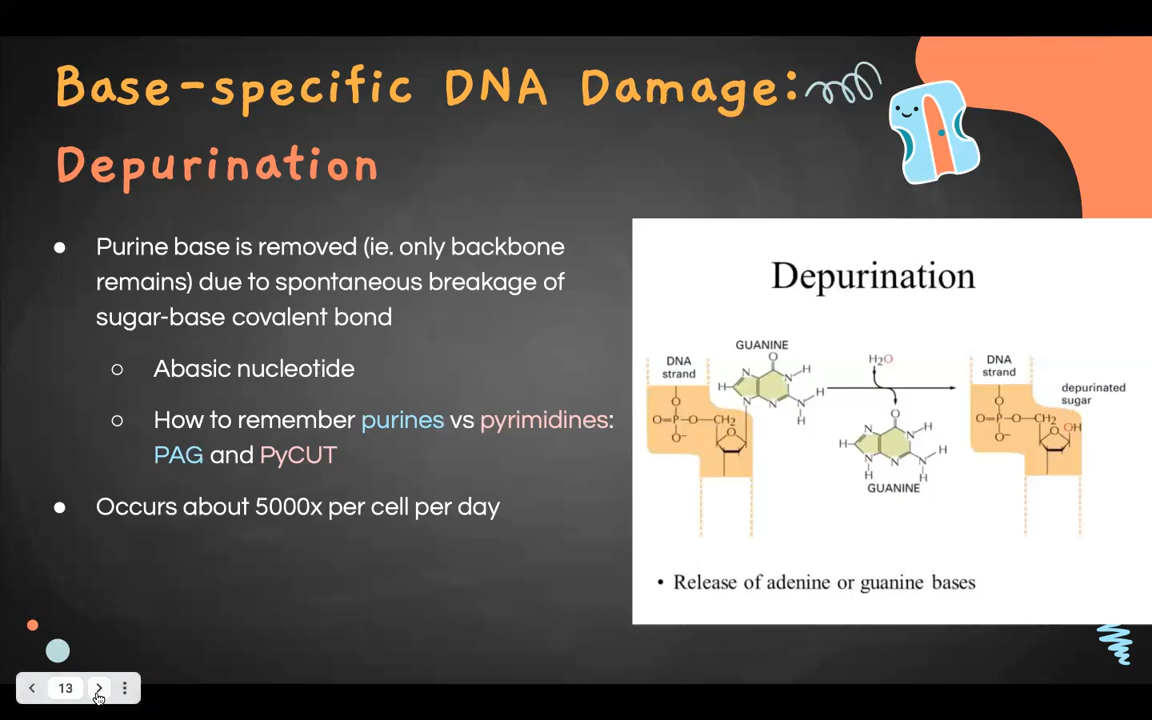 Base-specific DNA Damage:
Depurination
● Purine base is removed (ie. only backbone
remains) due to spontaneous breakage of
sugar-base covalent bond
○ Abasic nucleotide
○ How to remember purines vs pyrimidines:
PAG and PyCUT
● Occurs about 5000x per cell per day
Depurination
GUANINE
DNA
strand
O
N
N
H
H
H
N
N
N
H
O
O=P–O–CH₂
O⁻
O
H₂O
O
N
N
H
H
H
N
N
N
H
H
GUANINE
DNA
strand
depurinated
sugar
O
O=P–O–CH₂
O⁻
O
OH
• Release of adenine or guanine bases
13